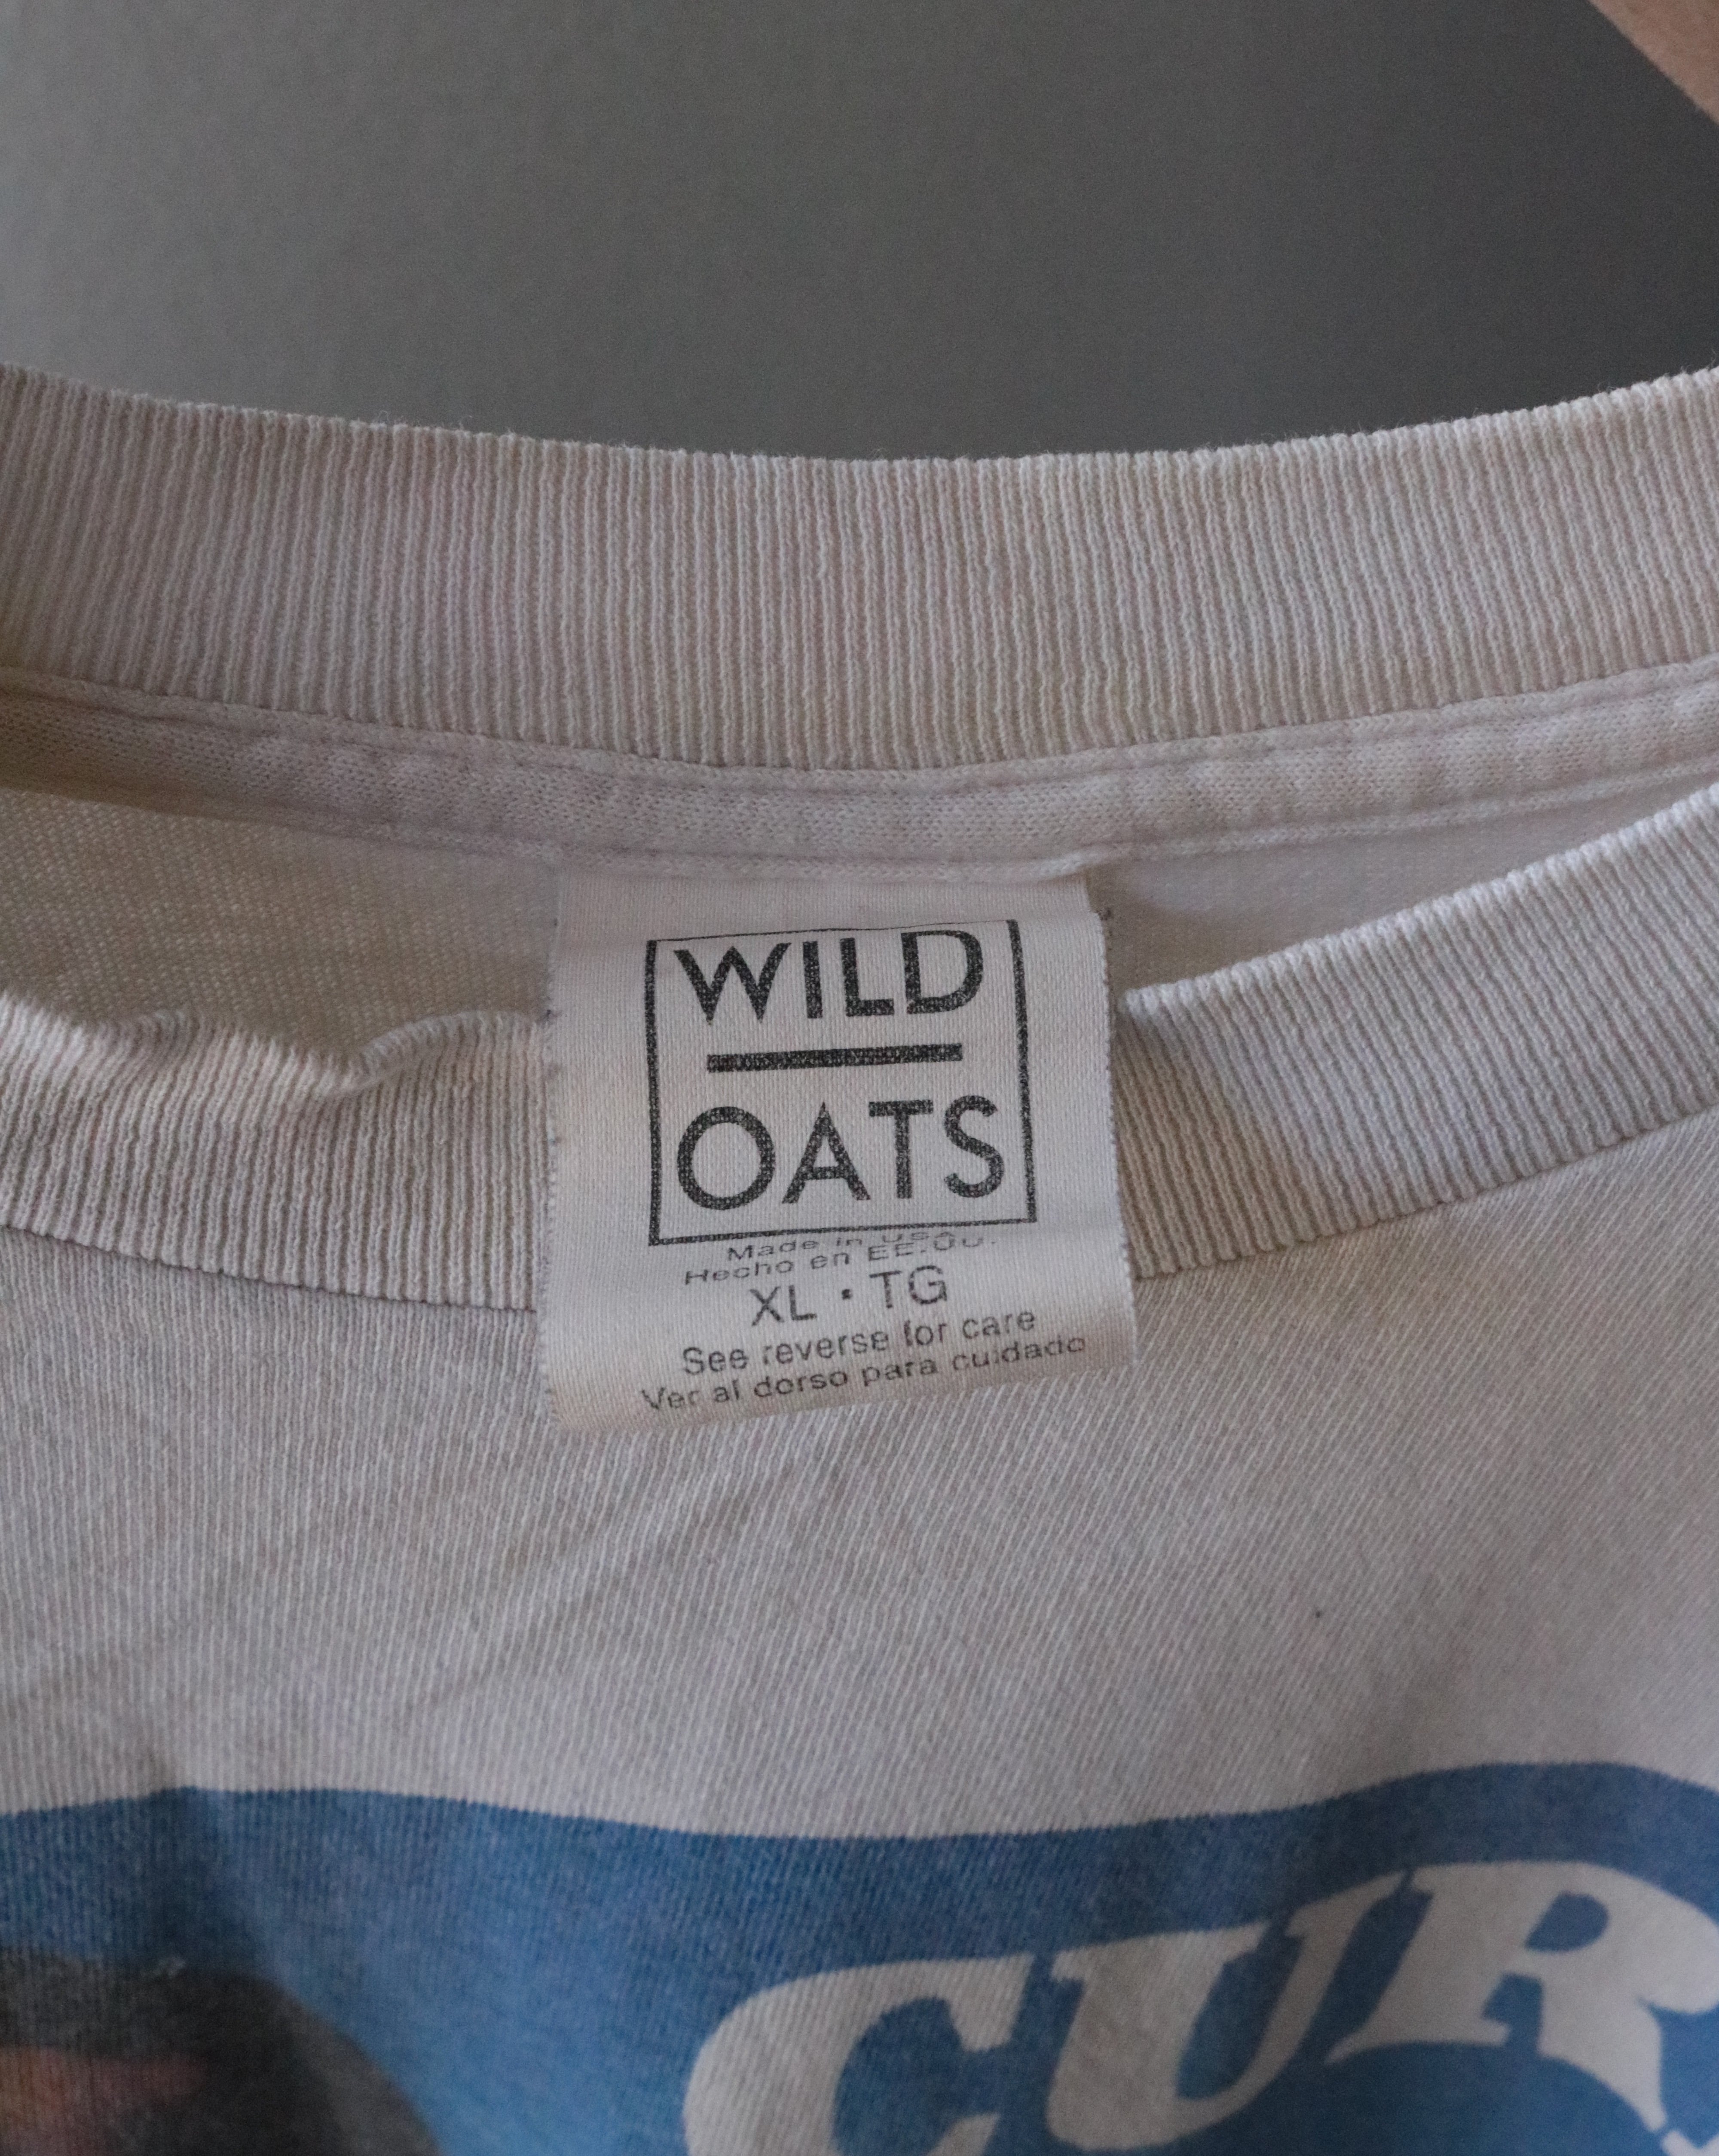 WILD
OATS
Made in USA.
Hecho en EE.UU.
XL · TG
See reverse for care
Ver al dorso para cuidado
CUR